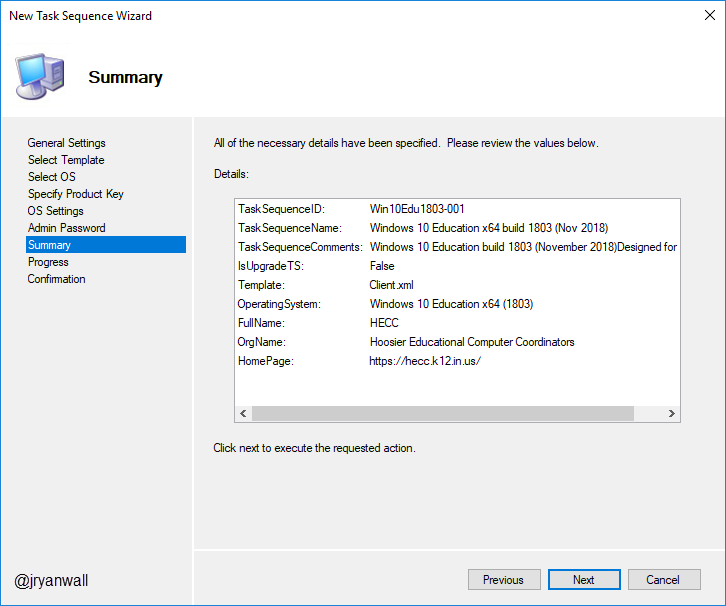 New Task Sequence Wizard
Summary
General Settings
Select Template
Select OS
Specify Product Key
OS Settings
Admin Password
Summary
Progress
Confirmation
All of the necessary details have been specified.  Please review the values below.
Details:
TaskSequenceID: Win10Edu1803-001
TaskSequenceName: Windows 10 Education x64 build 1803 (Nov 2018)
TaskSequenceComments: Windows 10 Education build 1803 (November 2018)Designed for
IsUpgradeTS: False
Template: Client.xml
OperatingSystem: Windows 10 Education x64 (1803)
FullName: HECC
OrgName: Hoosier Educational Computer Coordinators
HomePage: https://hecc.k12.in.us/
Click next to execute the requested action.
@jryanwall
Previous Next Cancel